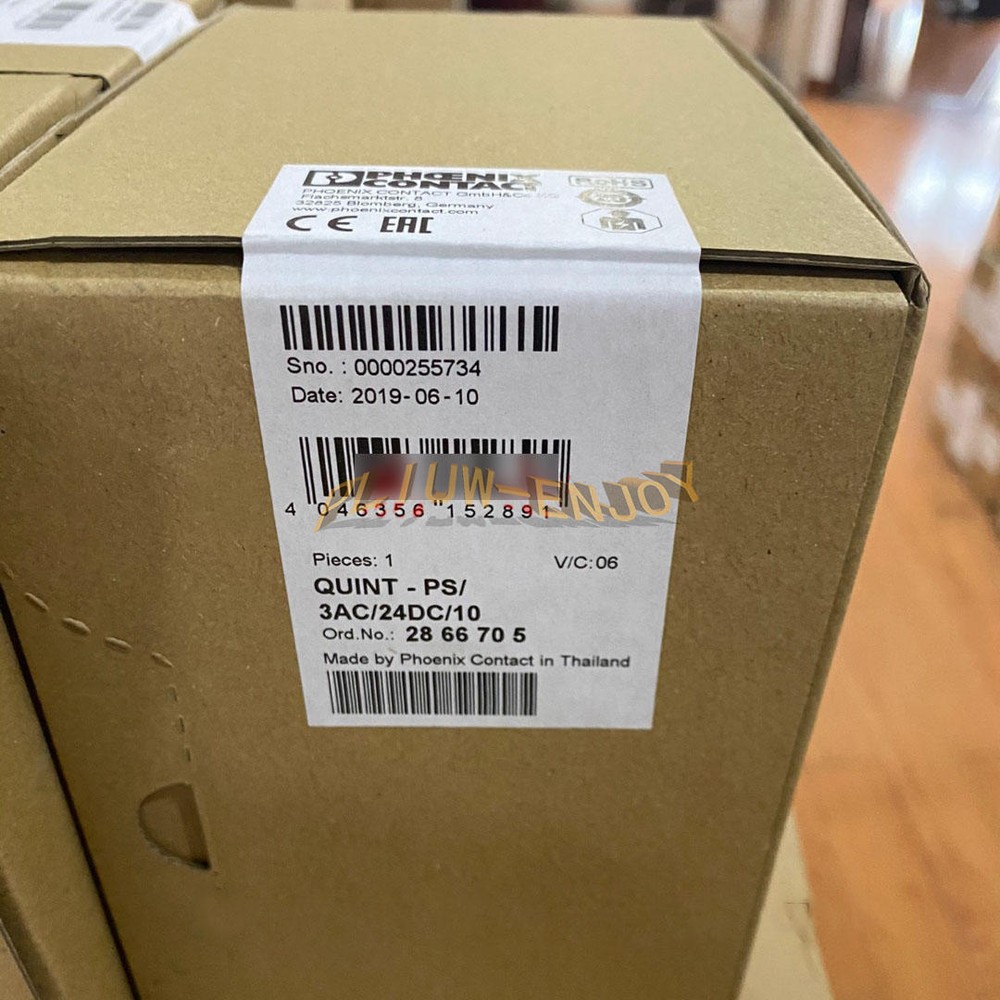 PHOENIX
CONTACT
PHOENIX CONTACT GmbH&Co. KG
Flachsmarktstr. 8
32825 Blomberg, Germany
www.phoenixcontact.com
CE EAC
RoHS
Sno. : 0000255734
Date: 2019-06-10
4 046356 152891
LIUW-ENJOY
Pieces: 1 V/C: 06
QUINT - PS/
3AC/24DC/10
Ord.No.: 28 66 70 5
Made by Phoenix Contact in Thailand